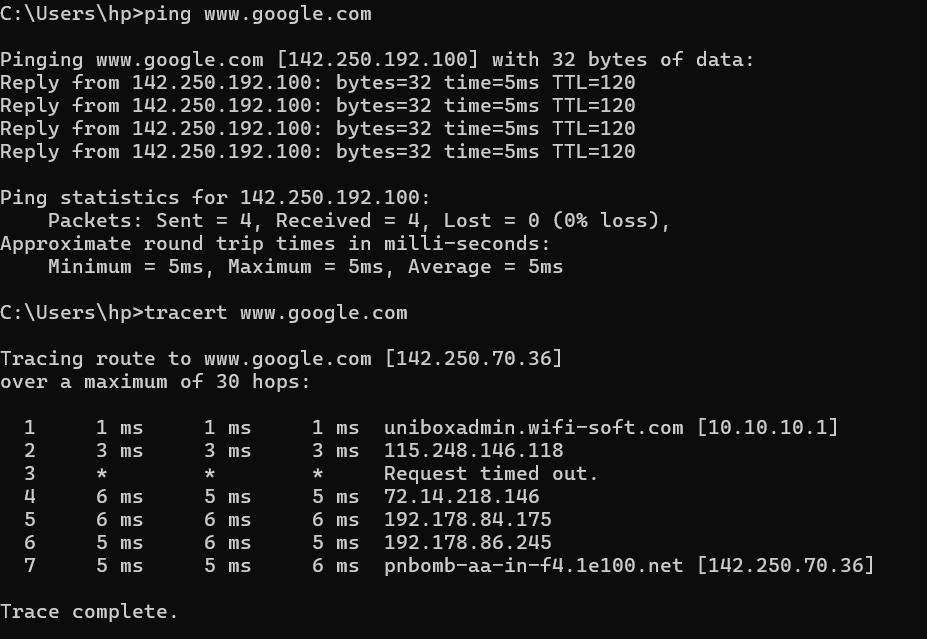 C:\Users\hp>ping www.google.com
Pinging www.google.com [142.250.192.100] with 32 bytes of data:
Reply from 142.250.192.100: bytes=32 time=5ms TTL=120
Reply from 142.250.192.100: bytes=32 time=5ms TTL=120
Reply from 142.250.192.100: bytes=32 time=5ms TTL=120
Reply from 142.250.192.100: bytes=32 time=5ms TTL=120
Ping statistics for 142.250.192.100:
    Packets: Sent = 4, Received = 4, Lost = 0 (0% loss),
Approximate round trip times in milli-seconds:
    Minimum = 5ms, Maximum = 5ms, Average = 5ms
C:\Users\hp>tracert www.google.com
Tracing route to www.google.com [142.250.70.36]
over a maximum of 30 hops:
  1     1 ms     1 ms     1 ms  uniboxadmin.wifi-soft.com [10.10.10.1]
  2     3 ms     3 ms     3 ms  115.248.146.118
  3     *        *        *     Request timed out.
  4     6 ms     5 ms     5 ms  72.14.218.146
  5     6 ms     6 ms     6 ms  192.178.84.175
  6     5 ms     6 ms     5 ms  192.178.86.245
  7     5 ms     5 ms     6 ms  pnbomb-aa-in-f4.1e100.net [142.250.70.36]
Trace complete.